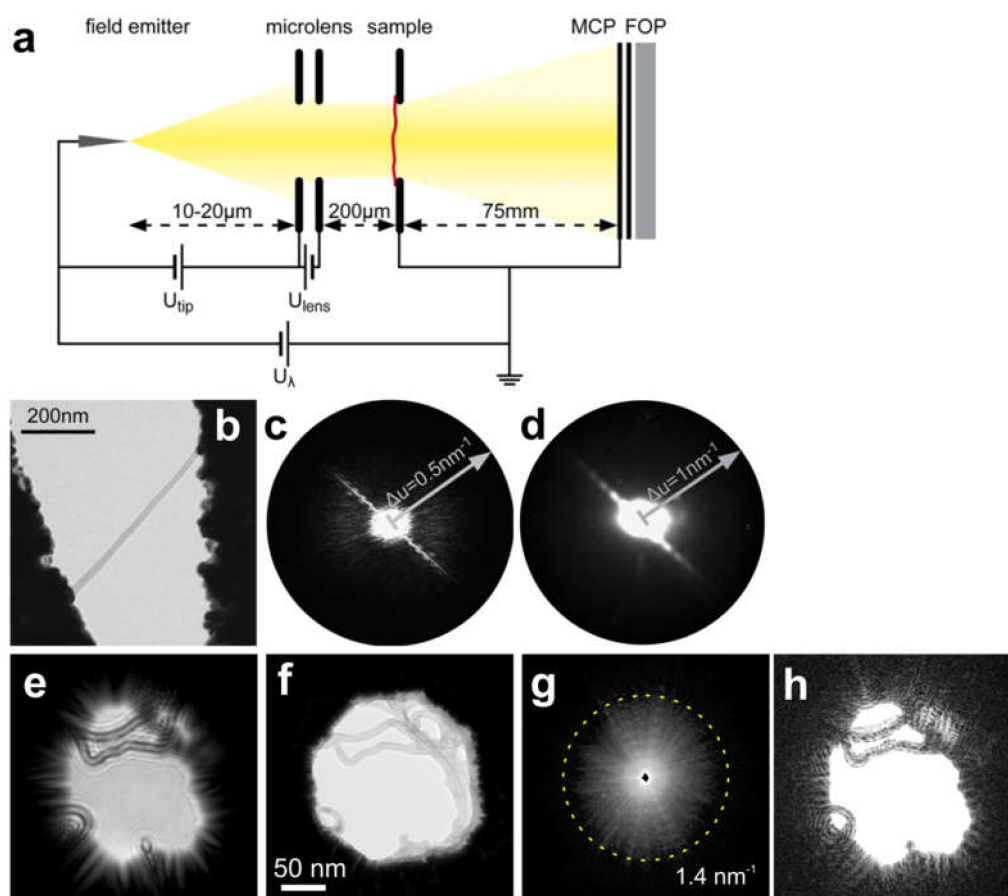 a
field emitter microlens sample MCP FOP
10-20µm 200µm 75mm
U_tip U_lens
U_λ
200nm b
c
Δu=0.5nm⁻¹
d
Δu=1nm⁻¹
e
f
50 nm
g
1.4 nm⁻¹
h